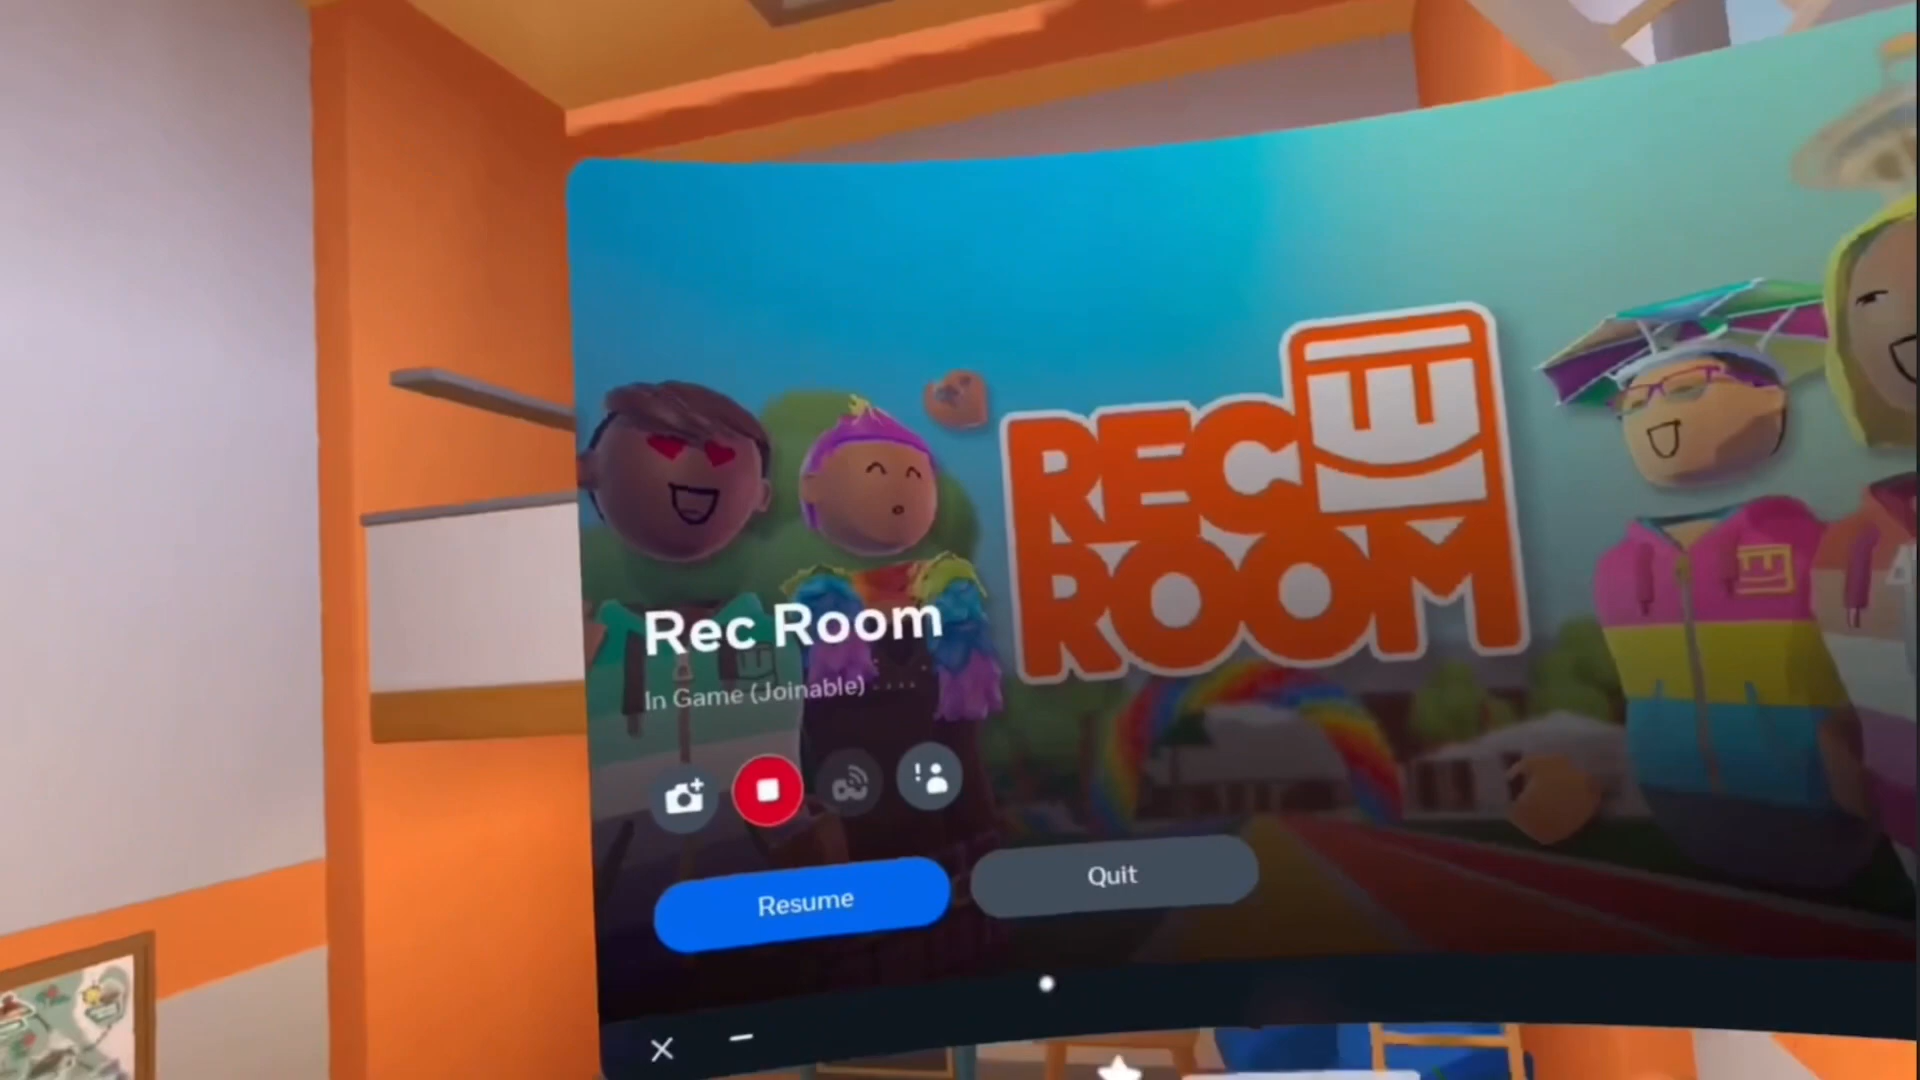 REC
ROOM
Rec Room
In Game (Joinable)
Resume
Quit